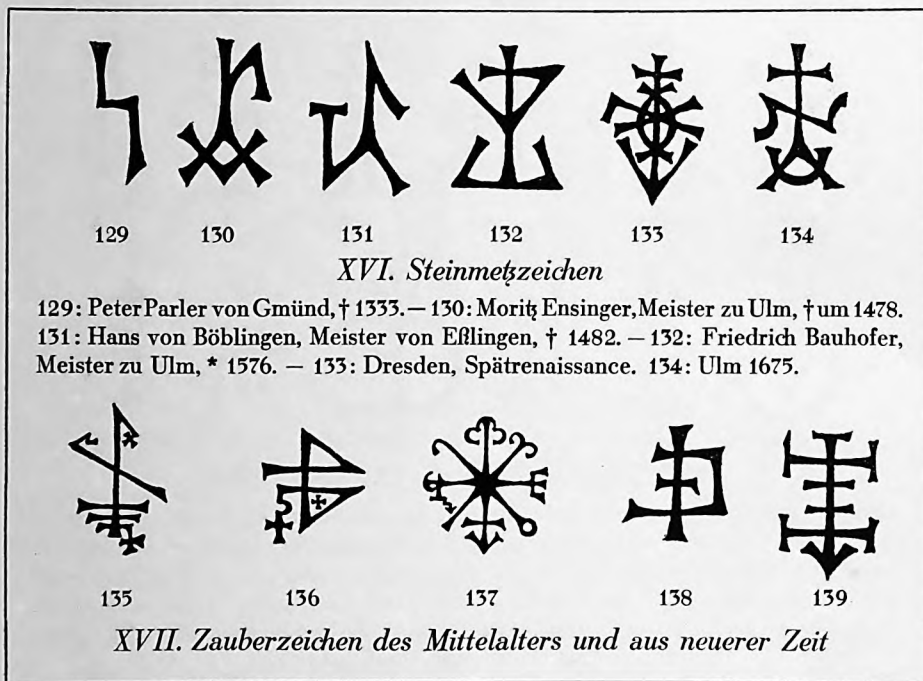 129 130 131 132 133 134
XVI. Steinmetzzeichen
129: Peter Parler von Gmünd, † 1333. — 130: Moritz Ensinger, Meister zu Ulm, † um 1478.
131: Hans von Böblingen, Meister von Eßlingen, † 1482. — 132: Friedrich Bauhofer,
Meister zu Ulm, * 1576. — 133: Dresden, Spätrenaissance. 134: Ulm 1675.
135 136 137 138 139
XVII. Zauberzeichen des Mittelalters und aus neuerer Zeit